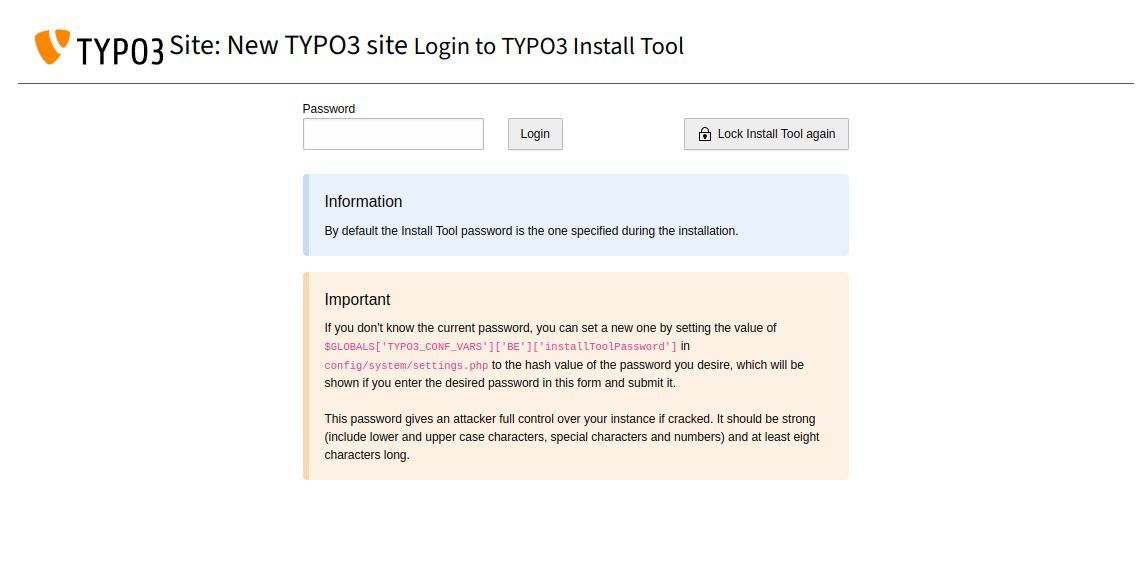 TYPO3 Site: New TYPO3 site Login to TYPO3 Install Tool
Password
Login
Lock Install Tool again
Information
By default the Install Tool password is the one specified during the installation.
Important
If you don't know the current password, you can set a new one by setting the value of
$GLOBALS['TYPO3_CONF_VARS']['BE']['installToolPassword'] in
config/system/settings.php to the hash value of the password you desire, which will be
shown if you enter the desired password in this form and submit it.
This password gives an attacker full control over your instance if cracked. It should be strong
(include lower and upper case characters, special characters and numbers) and at least eight
characters long.